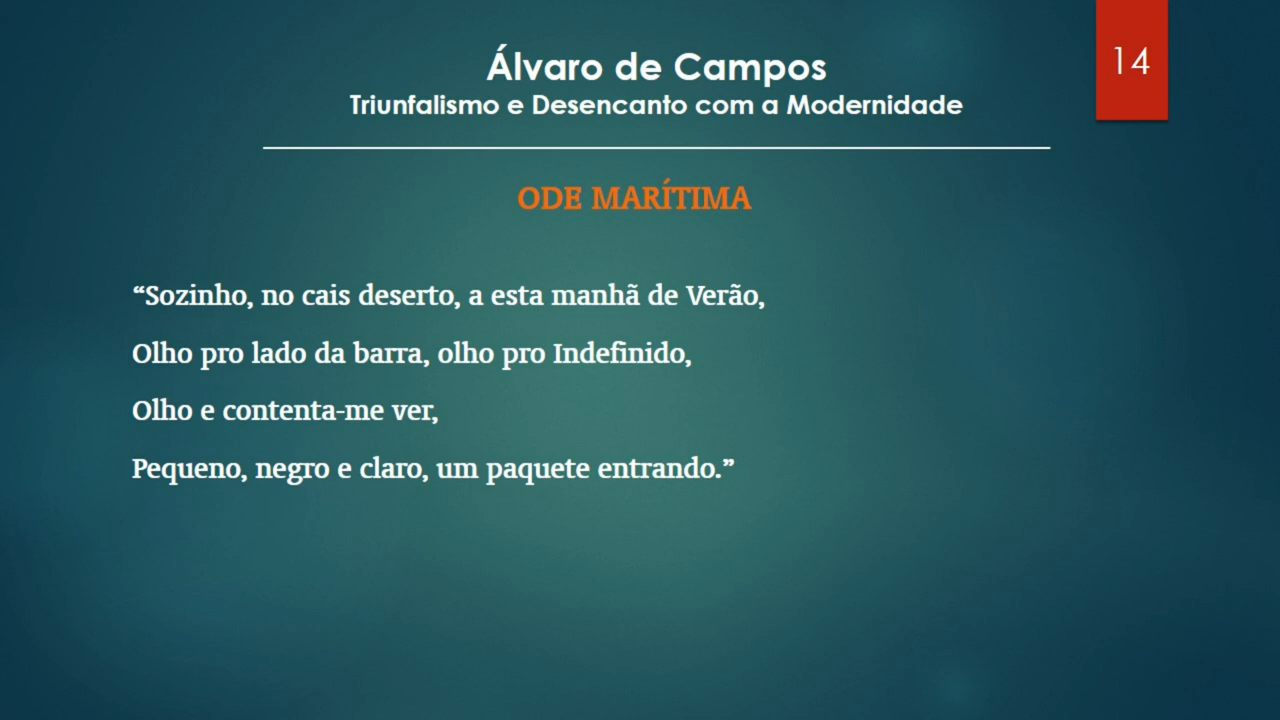 Álvaro de Campos
Triunfalismo e Desencanto com a Modernidade
14
ODE MARÍTIMA
“Sozinho, no cais deserto, a esta manhã de Verão,
Olho pro lado da barra, olho pro Indefinido,
Olho e contenta-me ver,
Pequeno, negro e claro, um paquete entrando.”